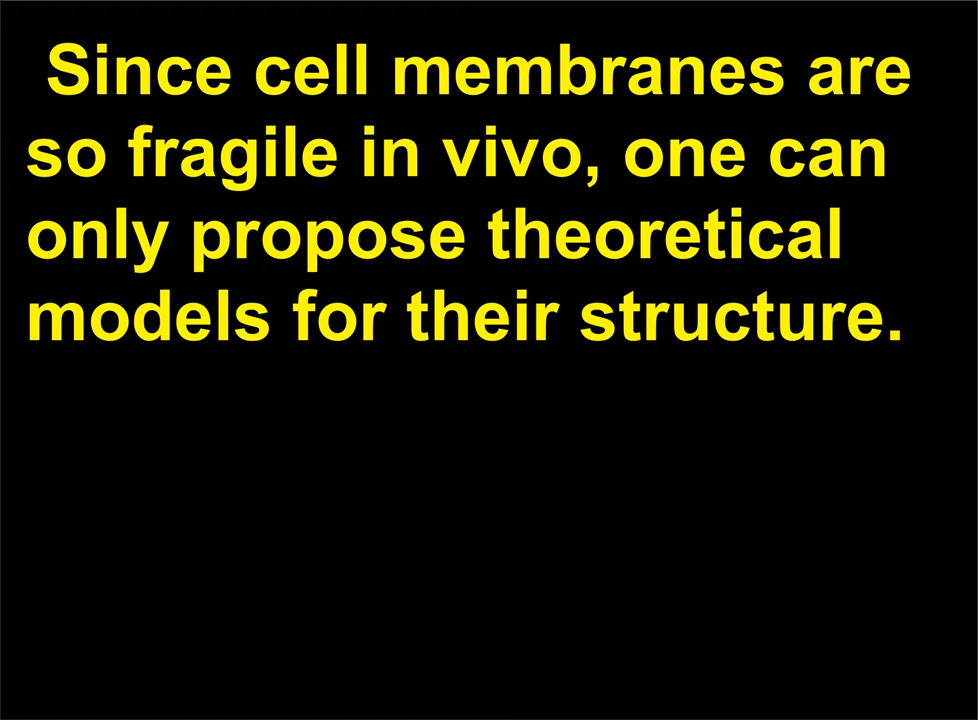 Since cell membranes are
so fragile in vivo, one can
only propose theoretical
models for their structure.